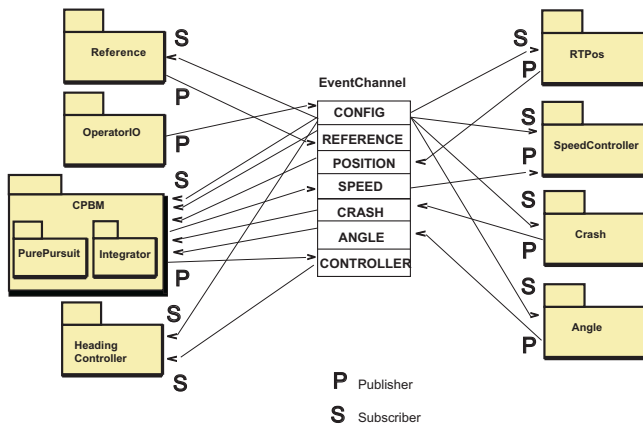 S
Reference
P
OperatorIO
P
S
CPBM
PurePursuit
Integrator
P
S
Heading
Controller
S
EventChannel
CONFIG
REFERENCE
POSITION
SPEED
CRASH
ANGLE
CONTROLLER
S
RTPos
P
S
SpeedController
P
S
Crash
P
S
Angle
P
P Publisher
S Subscriber